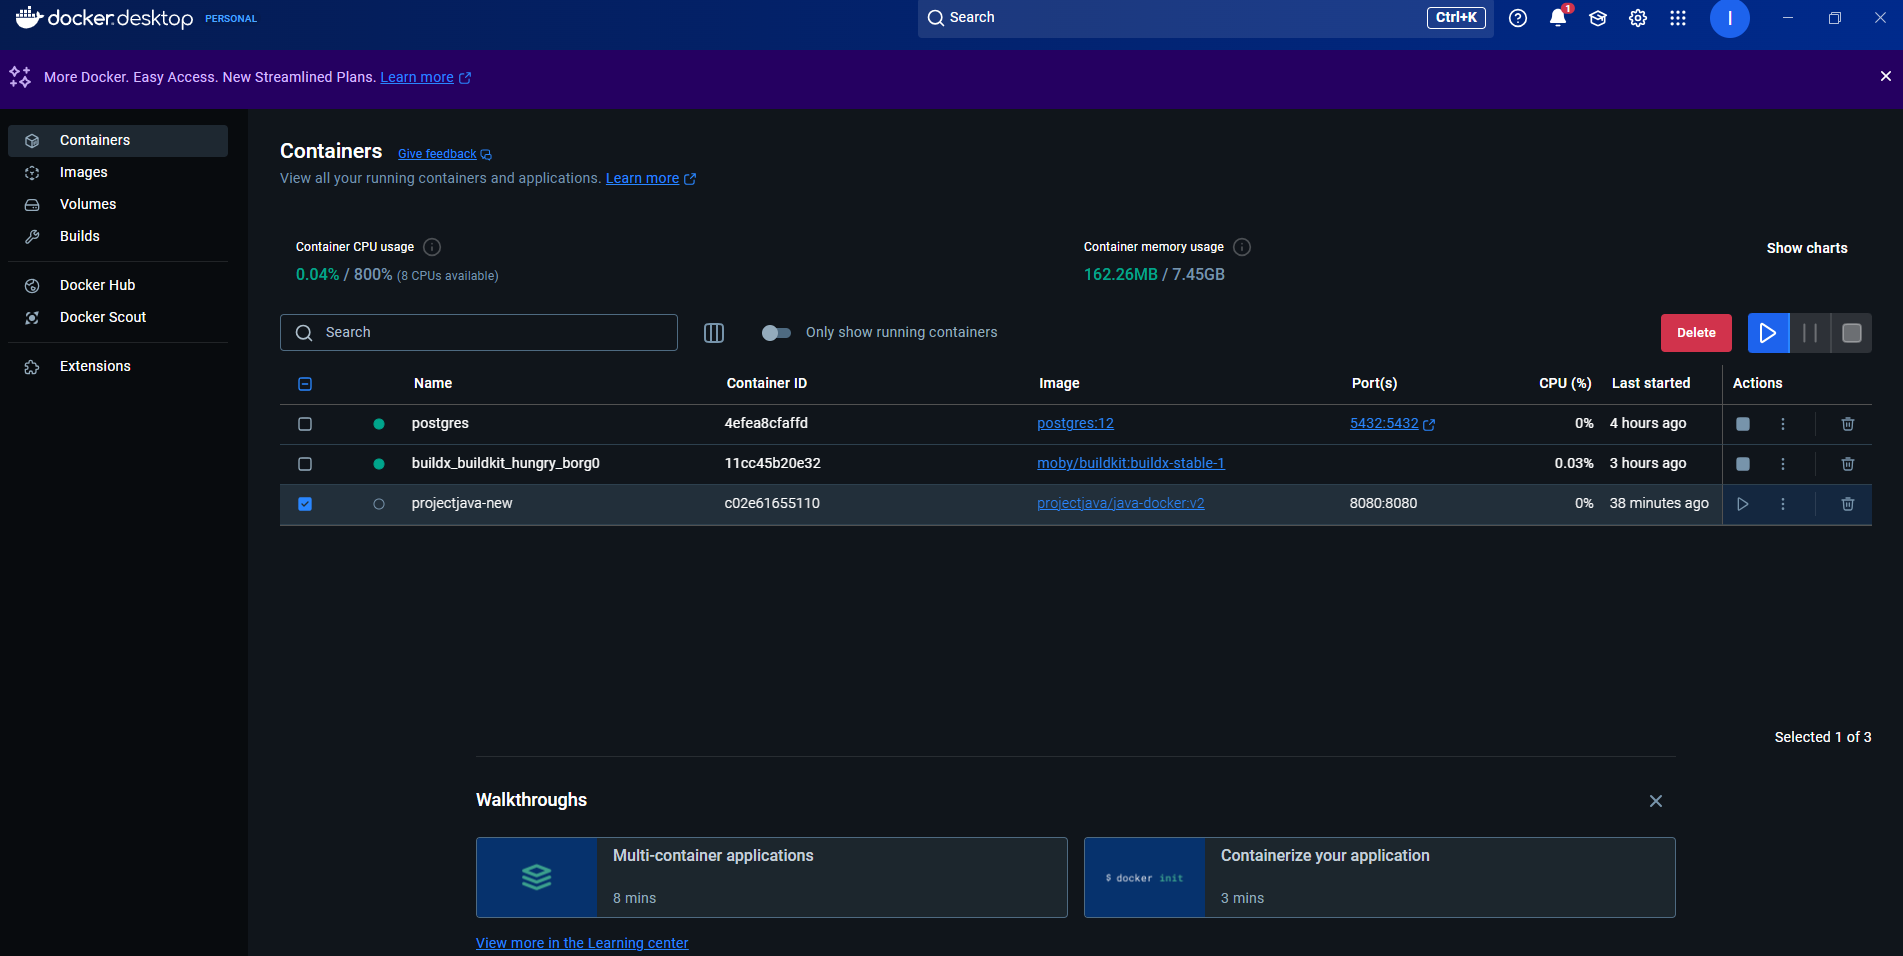 docker.desktop PERSONAL
Search Ctrl+K 1 I
More Docker. Easy Access. New Streamlined Plans. Learn more
Containers
Images
Volumes
Builds
Docker Hub
Docker Scout
Extensions
Containers Give feedback
View all your running containers and applications. Learn more
Container CPU usage
0.04% / 800% (8 CPUs available)
Container memory usage
162.26MB / 7.45GB
Show charts
Search
Only show running containers
Delete
Name Container ID Image Port(s) CPU (%) Last started Actions
postgres 4efea8cfaffd postgres:12 5432:5432 0% 4 hours ago
buildx_buildkit_hungry_borg0 11cc45b20e32 moby/buildkit:buildx-stable-1 0.03% 3 hours ago
projectjava-new c02e61655110 projectjava/java-docker:v2 8080:8080 0% 38 minutes ago
Selected 1 of 3
Walkthroughs
Multi-container applications
8 mins
$ docker init
Containerize your application
3 mins
View more in the Learning center